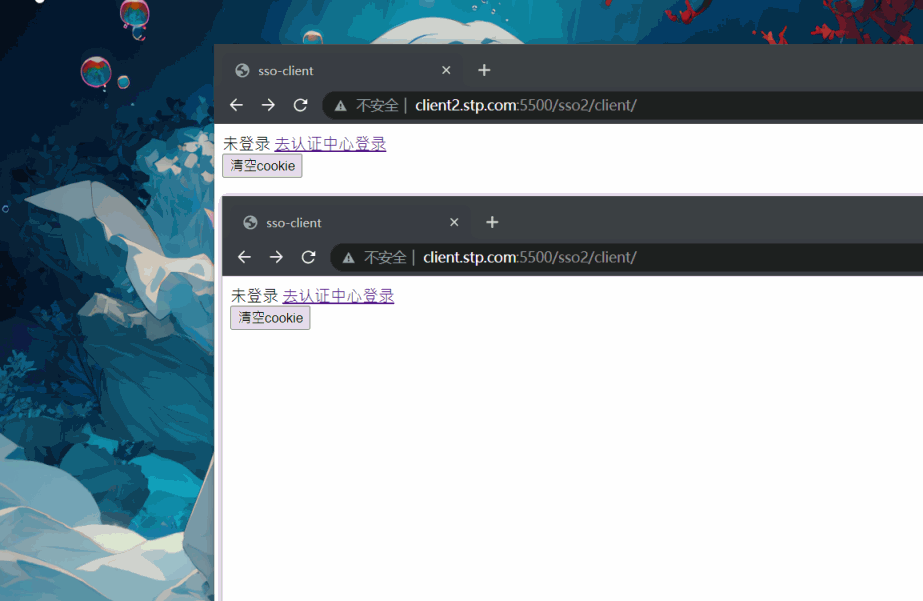 sso-client
不安全 | client2.stp.com:5500/sso2/client/
未登录 去认证中心登录
清空cookie
sso-client
不安全 | client.stp.com:5500/sso2/client/
未登录 去认证中心登录
清空cookie